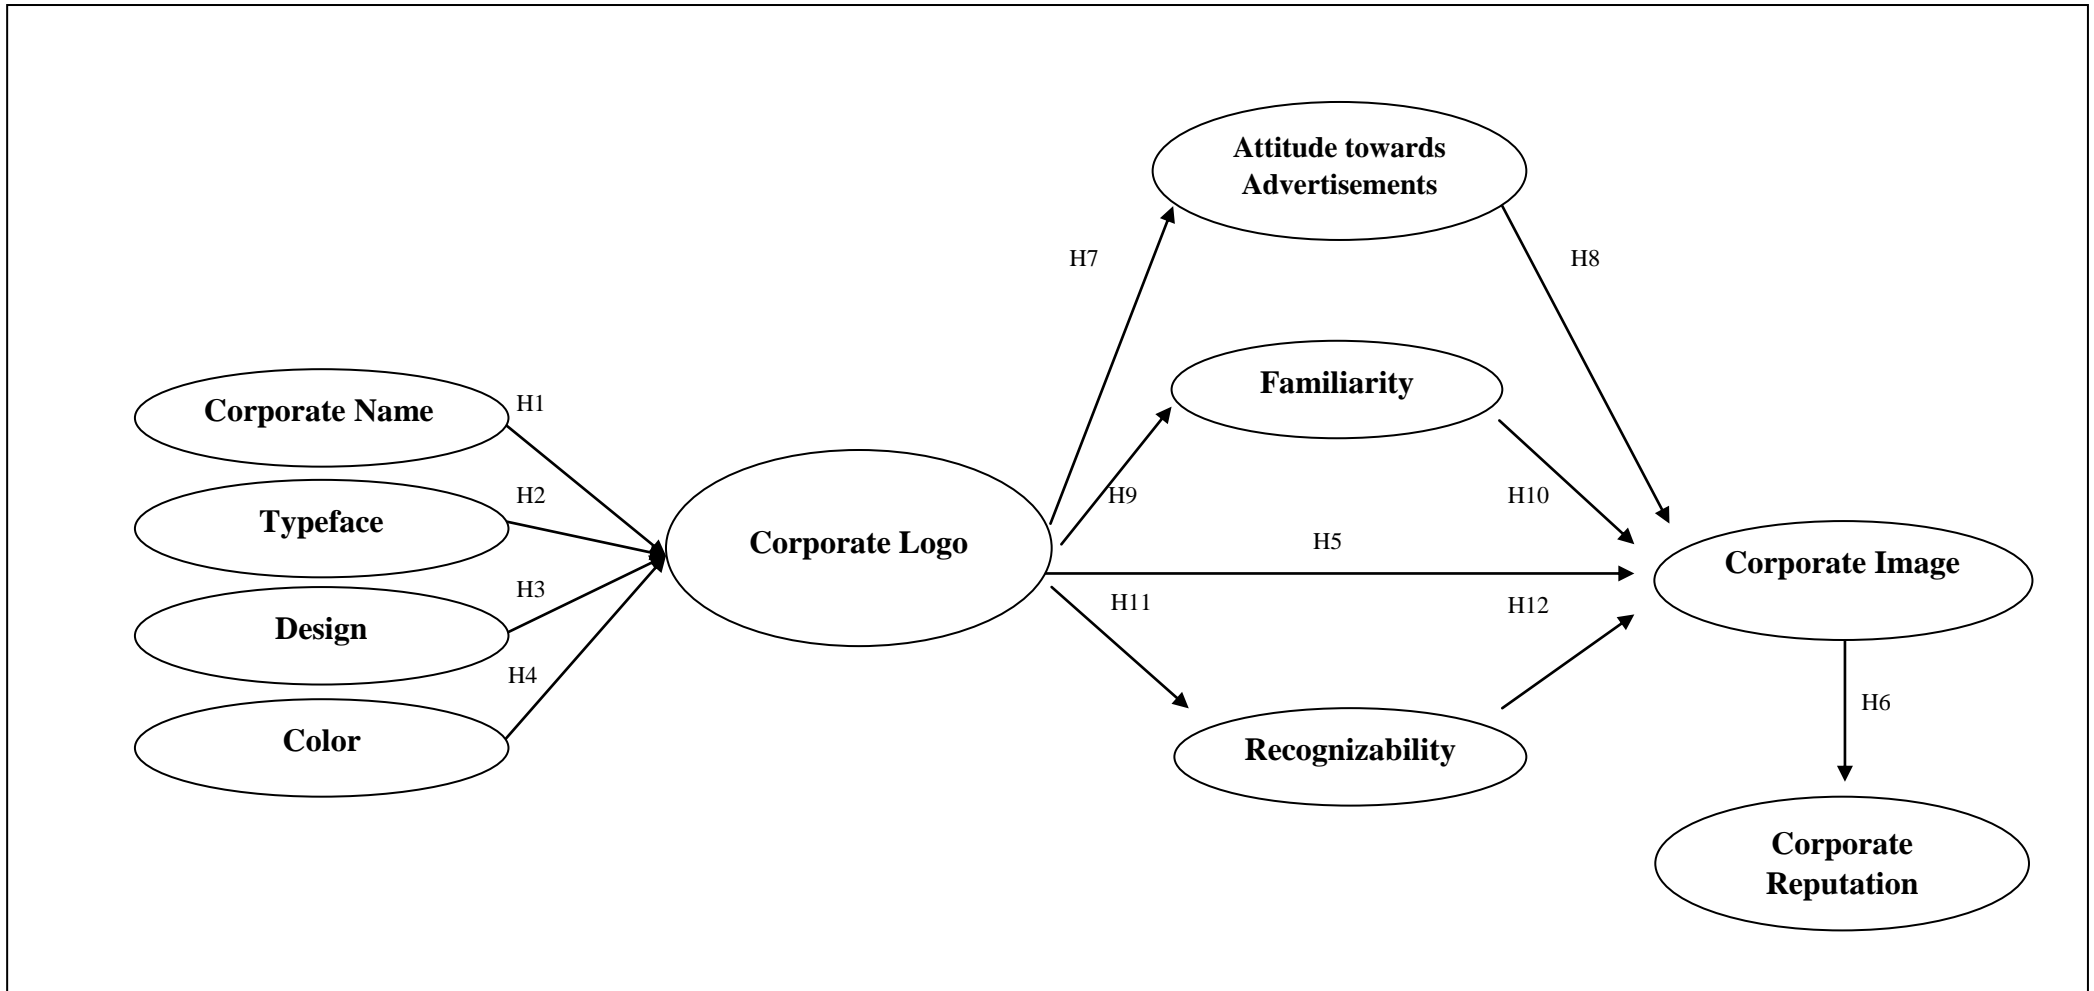 Attitude towards
Advertisements
H7
H8
Familiarity
Corporate Name
H1
H9
H10
Typeface
H2
Corporate Logo
H5
Corporate Image
Design
H3
H11
H12
H4
H6
Color
Recognizability
Corporate
Reputation